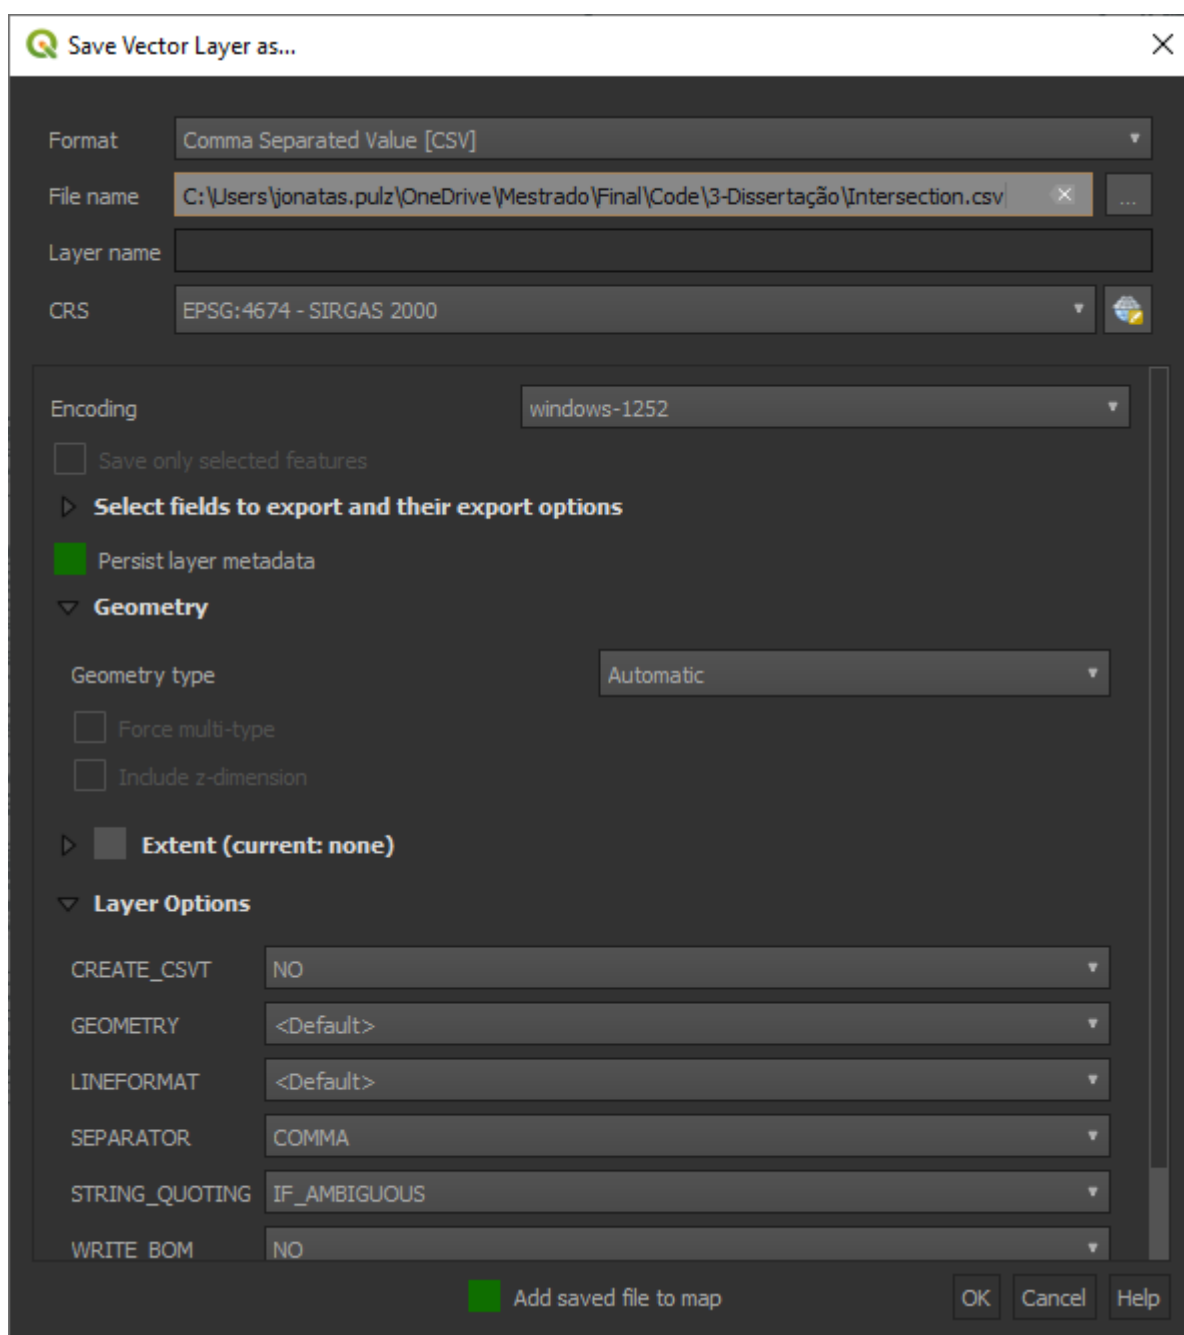 Save Vector Layer as...
Format Comma Separated Value [CSV]
File name C:\Users\jonatas.pulz\OneDrive\Mestrado\Final\Code\3-Dissertação\Intersection.csv ...
Layer name
CRS EPSG:4674 - SIRGAS 2000
Encoding windows-1252
Save only selected features
Select fields to export and their export options
Persist layer metadata
Geometry
Geometry type Automatic
Force multi-type
Include z-dimension
Extent (current: none)
Layer Options
CREATE_CSVT NO
GEOMETRY <Default>
LINEFORMAT <Default>
SEPARATOR COMMA
STRING_QUOTING IF_AMBIGUOUS
WRITE_BOM NO
Add saved file to map OK Cancel Help